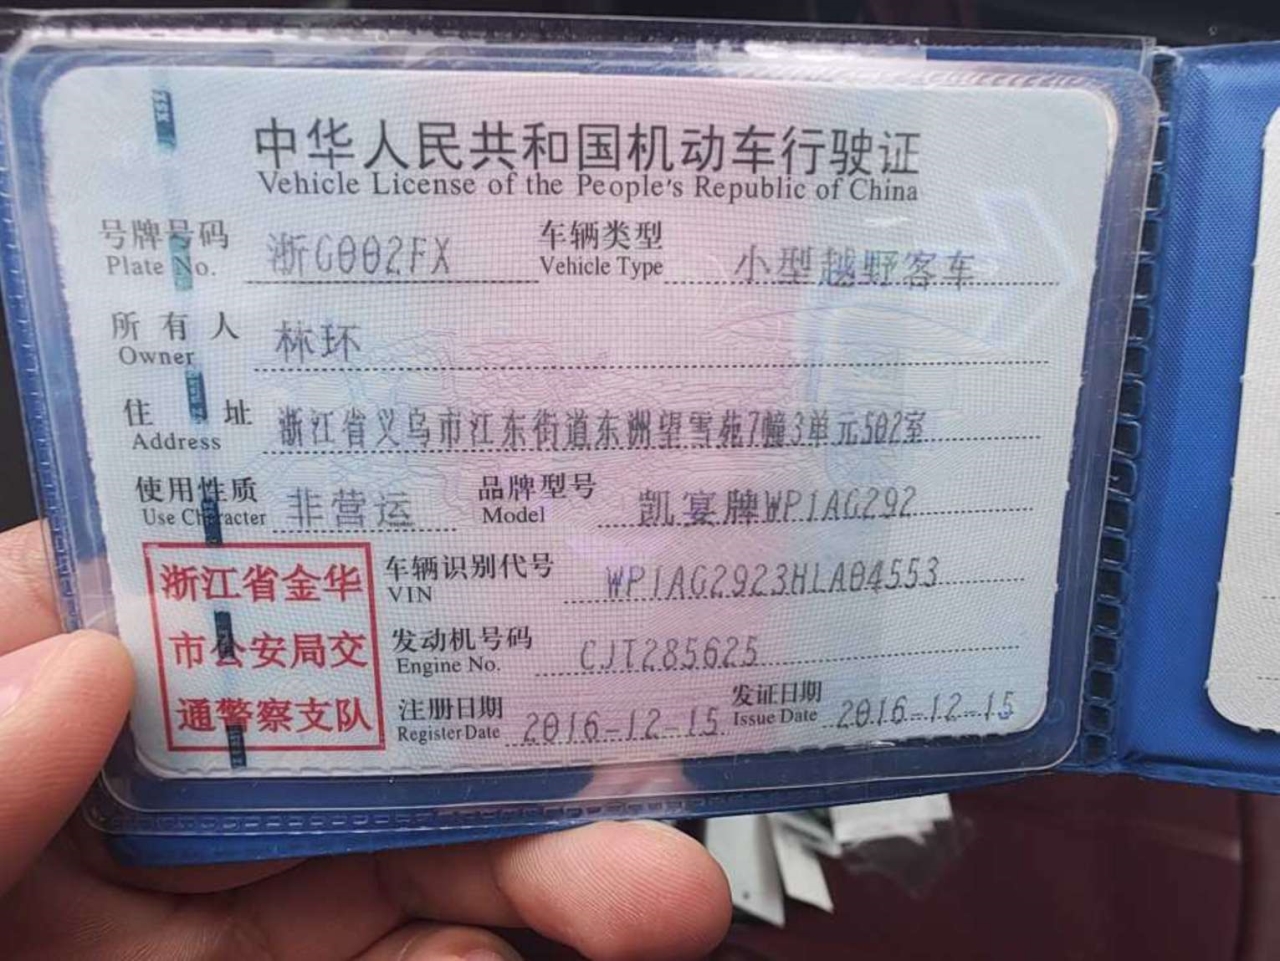 中华人民共和国机动车行驶证
Vehicle License of the People's Republic of China
号牌号码 浙G002FX 车辆类型 小型越野客车
Plate No. Vehicle Type
所有人 林环
Owner
住址 浙江省义乌市江东街道东洲望雪苑7幢3单元502室
Address
使用性质 非营运 品牌型号 凯宴牌WP1AG292
Use Character Model
浙江省金华
市公安局交
通警察支队
车辆识别代号 WP1AG2923HLA04553
VIN
发动机号码 CJT285625
Engine No.
注册日期 2016-12-15 发证日期 2016-12-15
Register Date Issue Date